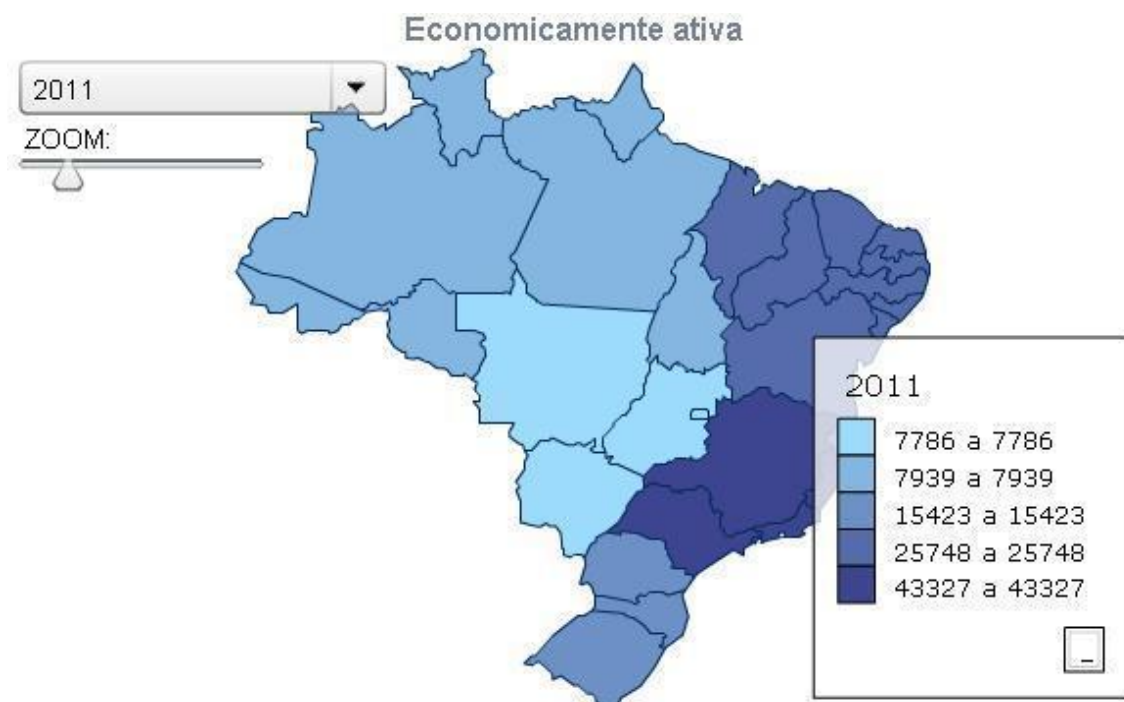 Economicamente ativa
2011
ZOOM:
2011
7786 a 7786
7939 a 7939
15423 a 15423
25748 a 25748
43327 a 43327